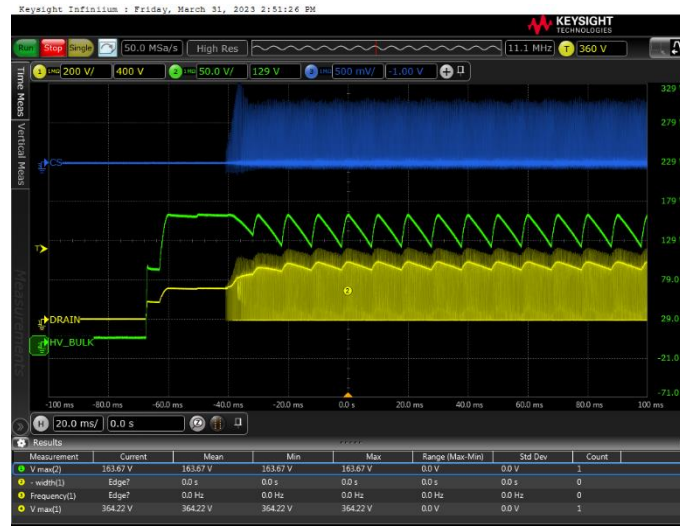 Keysight Infiniium : Friday, March 31, 2023 2:51:26 PM
KEYSIGHT
TECHNOLOGIES
Run Stop Single 50.0 MSa/s High Res 11.1 MHz T 360 V
1 1MΩ 200 V/ 400 V 2 1MΩ 50.0 V/ 129 V 3 1MΩ 500 mV/ -1.00 V
Time Meas
Vertical Meas
Measurements
329
279
CS
229
179
T
129
79.0
2
DRAIN
29.0
HV_BULK
-21.0
-71.0
-100 ms -80.0 ms -60.0 ms -40.0 ms -20.0 ms 0.0 s 20.0 ms 40.0 ms 60.0 ms 80.0 ms 100 ms
H 20.0 ms/ 0.0 s
Results
Measurement Current Mean Min Max Range (Max-Min) Std Dev Count
V max(2) 163.67 V 163.67 V 163.67 V 163.67 V 0.0 V 0.0 V 1
- width(1) Edge? 0.0 s 0.0 s 0.0 s 0.0 s 0.0 s 0
Frequency(1) Edge? 0.0 Hz 0.0 Hz 0.0 Hz 0.0 Hz 0.0 Hz 0
V max(1) 364.22 V 364.22 V 364.22 V 364.22 V 0.0 V 0.0 V 1